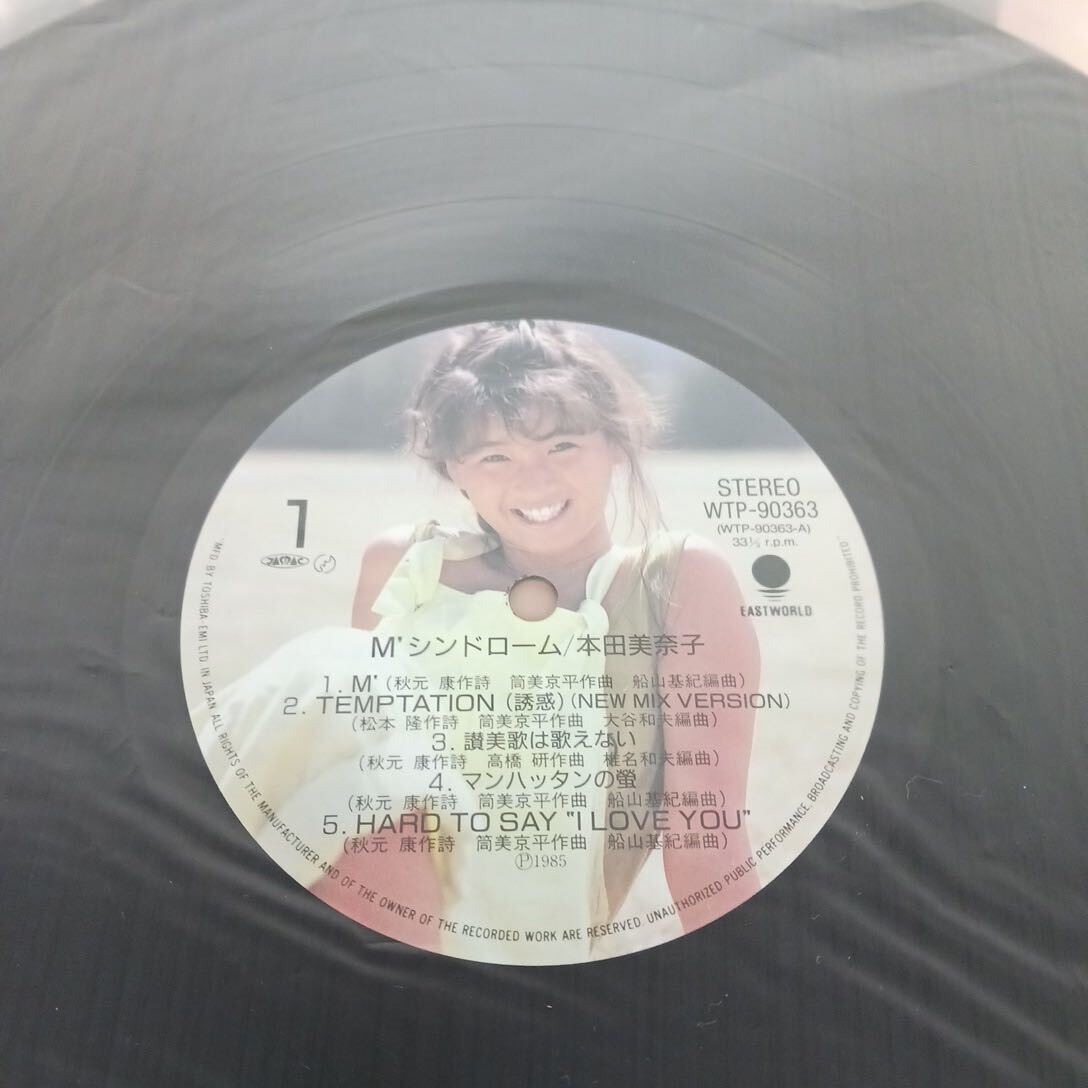 1
JASRAC
STEREO
WTP-90363
(WTP-90363-A)
33⅓ r.p.m.
EASTWORLD
M'シンドローム/本田美奈子
1. M' (秋元 康作詩 筒美京平作曲 船山基紀編曲)
2. TEMPTATION (誘惑) (NEW MIX VERSION)
(松本 隆作詩 筒美京平作曲 大谷和夫編曲)
3. 讃美歌は歌えない
(秋元 康作詩 高橋 研作曲 椎名和夫編曲)
4. マンハッタンの螢
(秋元 康作詩 筒美京平作曲 船山基紀編曲)
5. HARD TO SAY "I LOVE YOU"
(秋元 康作詩 筒美京平作曲 船山基紀編曲)
Ⓟ1985
"MFD BY TOSHIBA EMI LTD IN JAPAN ALL RIGHTS OF THE MANUFACTURER AND OF THE OWNER OF THE RECORDED WORK ARE RESERVED. UNAUTHORIZED PUBLIC PERFORMANCE, BROADCASTING AND COPYING OF THE RECORD PROHIBITED"